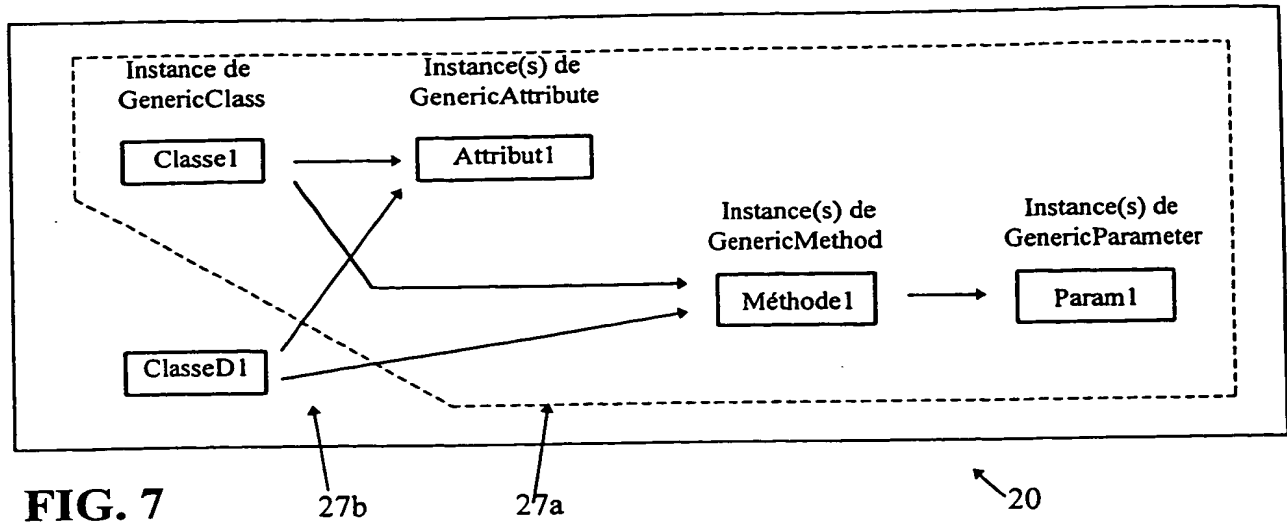 Instance de
GenericClass
Instance(s) de
GenericAttribute
Classe1
Attribut1
Instance(s) de
GenericMethod
Instance(s) de
GenericParameter
Méthode1
Param1
ClasseD1
FIG. 7
27b
27a
20